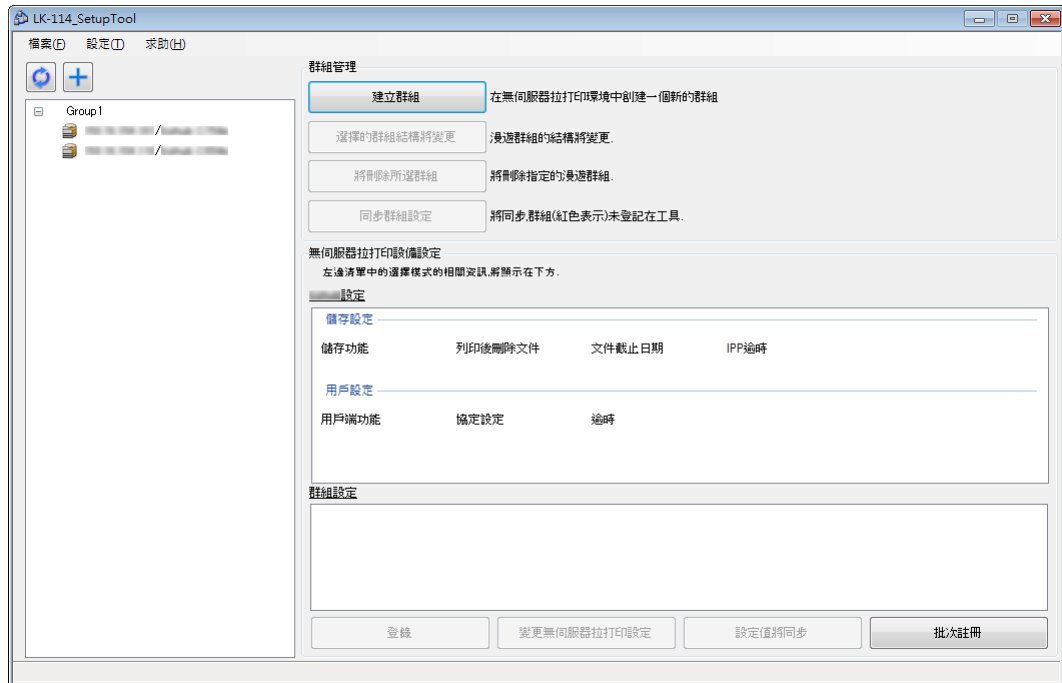 LK-114_SetupTool
檔案(F) 設定(T) 求助(H)
Group1
/
/
群組管理
建立群組 在無伺服器拉打印環境中創建一個新的群組
選擇的群組結構將變更 漫遊群組的結構將變更.
將刪除所選群組 將刪除指定的漫遊群組.
同步群組設定 將同步,群組(紅色表示)未登記在工具.
無伺服器拉打印設備設定
左邊清單中的選擇模式的相關資訊,將顯示在下方.
設定
儲存設定
儲存功能 列印後刪除文件 文件截止日期 IPP逾時
用戶設定
用戶端功能 協定設定 逾時
群組設定
登錄 變更無伺服器拉打印設定 設定值將同步 批次註冊